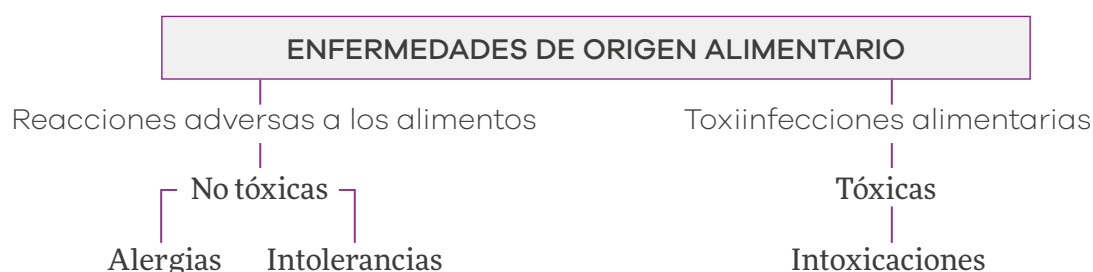 ENFERMEDADES DE ORIGEN ALIMENTARIO
Reacciones adversas a los alimentos Toxiinfecciones alimentarias
No tóxicas Tóxicas
Alergias Intolerancias Intoxicaciones